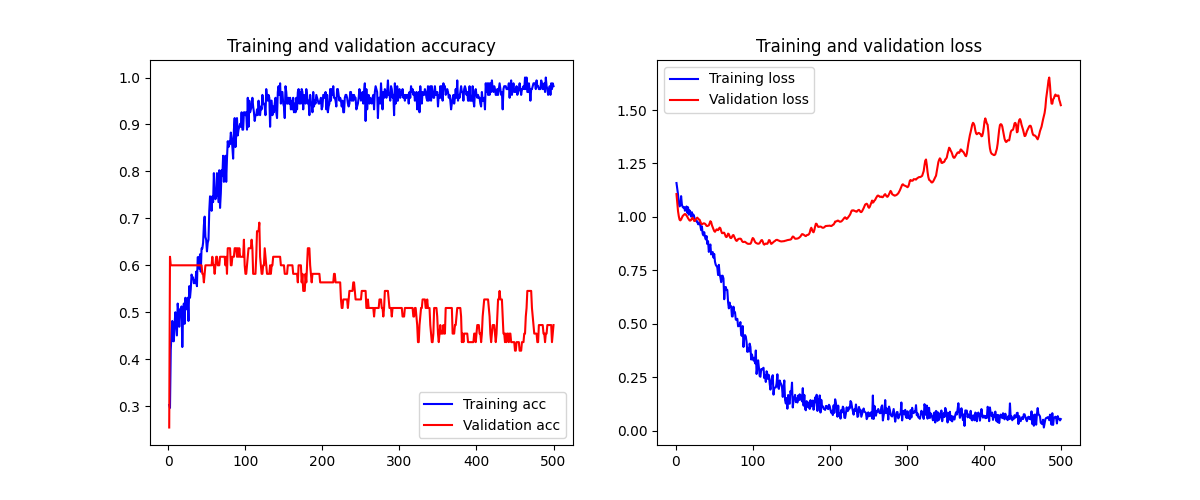 Training and validation accuracy
1.0
0.9
0.8
0.7
0.6
0.5
0.4
0.3
Training acc
Validation acc
0 100 200 300 400 500
Training and validation loss
Training loss
Validation loss
1.50
1.25
1.00
0.75
0.50
0.25
0.00
0 100 200 300 400 500